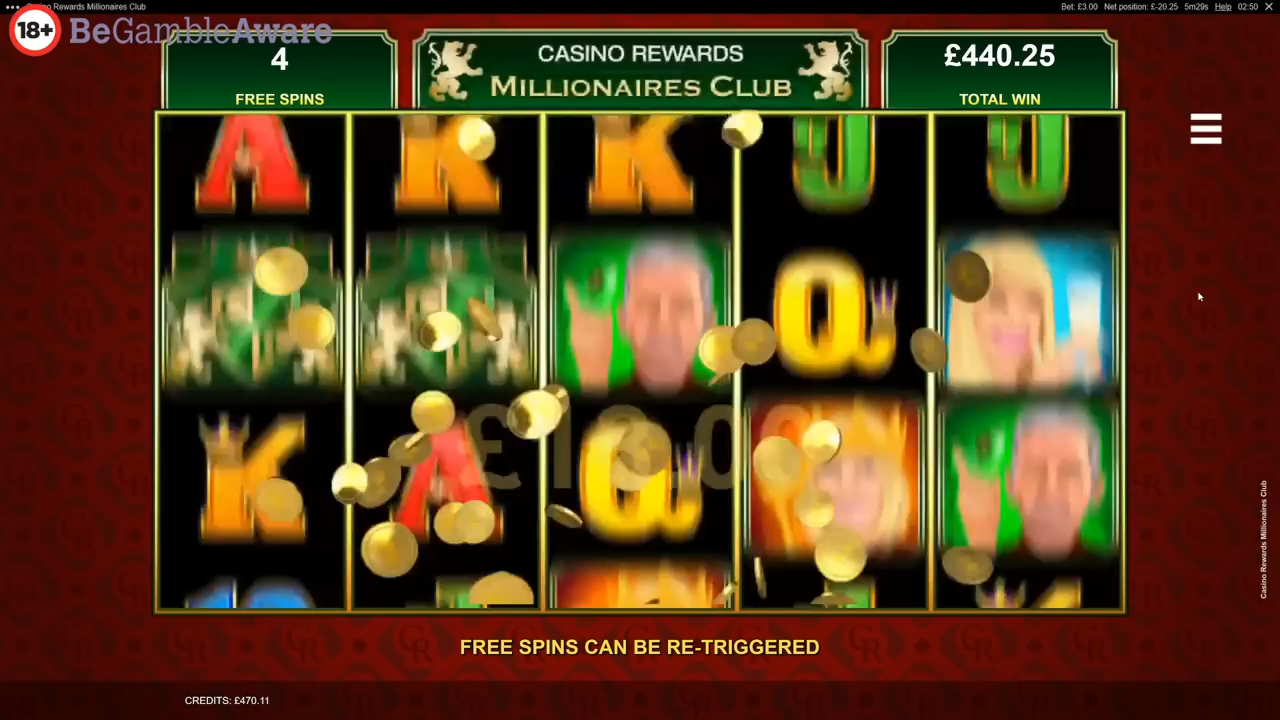 Casino Rewards Millionaires Club
Bet: £3.00 Net position: £-20.25 5m29s Help 02:50
18+ BeGambleAware
4
FREE SPINS
CASINO REWARDS
MILLIONAIRES CLUB
£440.25
TOTAL WIN
A K K J J
Q
K A Q
FREE SPINS CAN BE RE-TRIGGERED
CREDITS: £470.11
Casino Rewards Millionaires Club